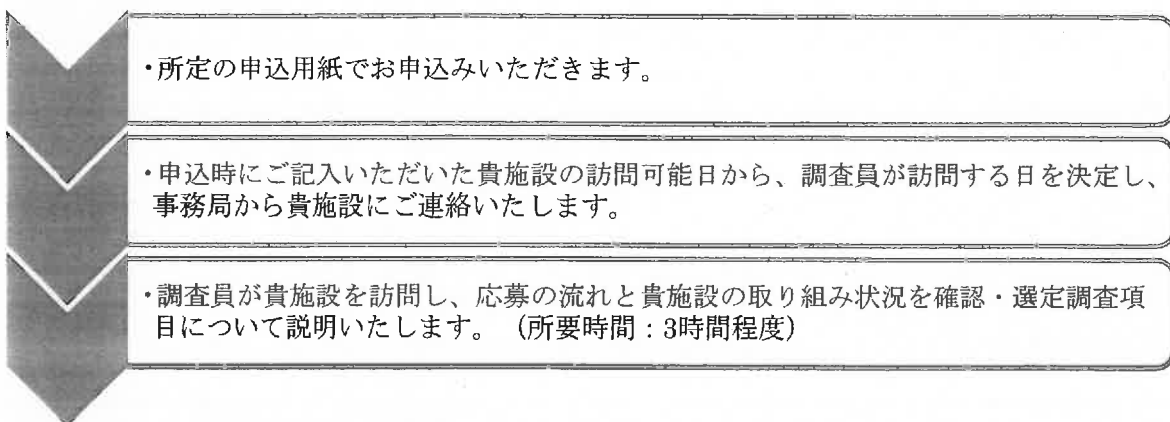 ・所定の申込用紙でお申込みいただきます。
・申込時にご記入いただいた貴施設の訪問可能日から、調査員が訪問する日を決定し、
事務局から貴施設にご連絡いたします。
・調査員が貴施設を訪問し、応募の流れと貴施設の取り組み状況を確認・選定調査項
目について説明いたします。（所要時間：3時間程度）